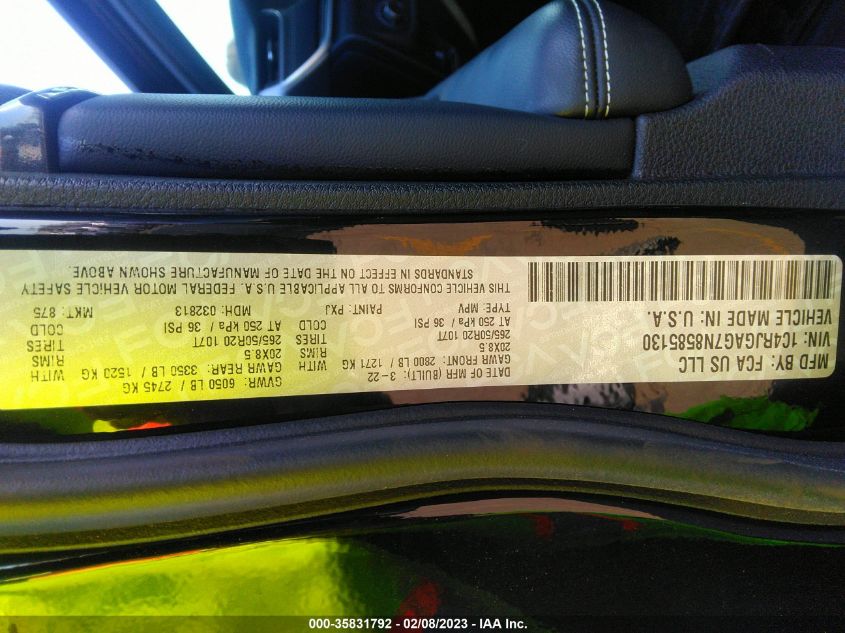 MFD BY: FCA US LLC
VIN: 1C4RJGAG7N8585130
VEHICLE MADE IN: U.S.A.
DATE OF MFR (BUILT): 3-22 GVWR: 6050 LB / 2745 KG
GAWR FRONT: 2800 LB / 1271 KG WITH GAWR REAR: 3350 LB / 1520 KG WITH
20X8.5 RIMS 20X8.5 RIMS
265/50R20 107T TIRES 265/50R20 107T TIRES
AT 250 kPa / 36 PSI COLD AT 250 kPa / 36 PSI COLD
TYPE: MPV PAINT: PXJ MDH: 032813 MKT: 875
THIS VEHICLE CONFORMS TO ALL APPLICABLE U.S.A. FEDERAL MOTOR VEHICLE SAFETY
STANDARDS IN EFFECT ON THE DATE OF MANUFACTURE SHOWN ABOVE.
000-35831792 - 02/08/2023 - IAA Inc.